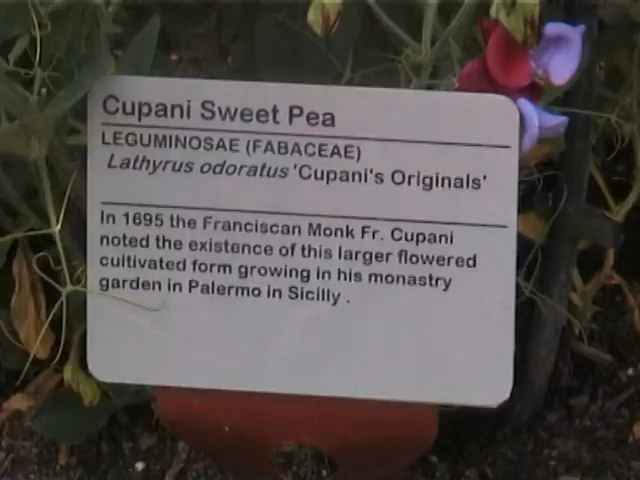 Cupani Sweet Pea
LEGUMINOSAE (FABACEAE)
Lathyrus odoratus 'Cupani's Originals'
In 1695 the Franciscan Monk Fr. Cupani
noted the existence of this larger flowered
cultivated form growing in his monastry
garden in Palermo in Sicilly .